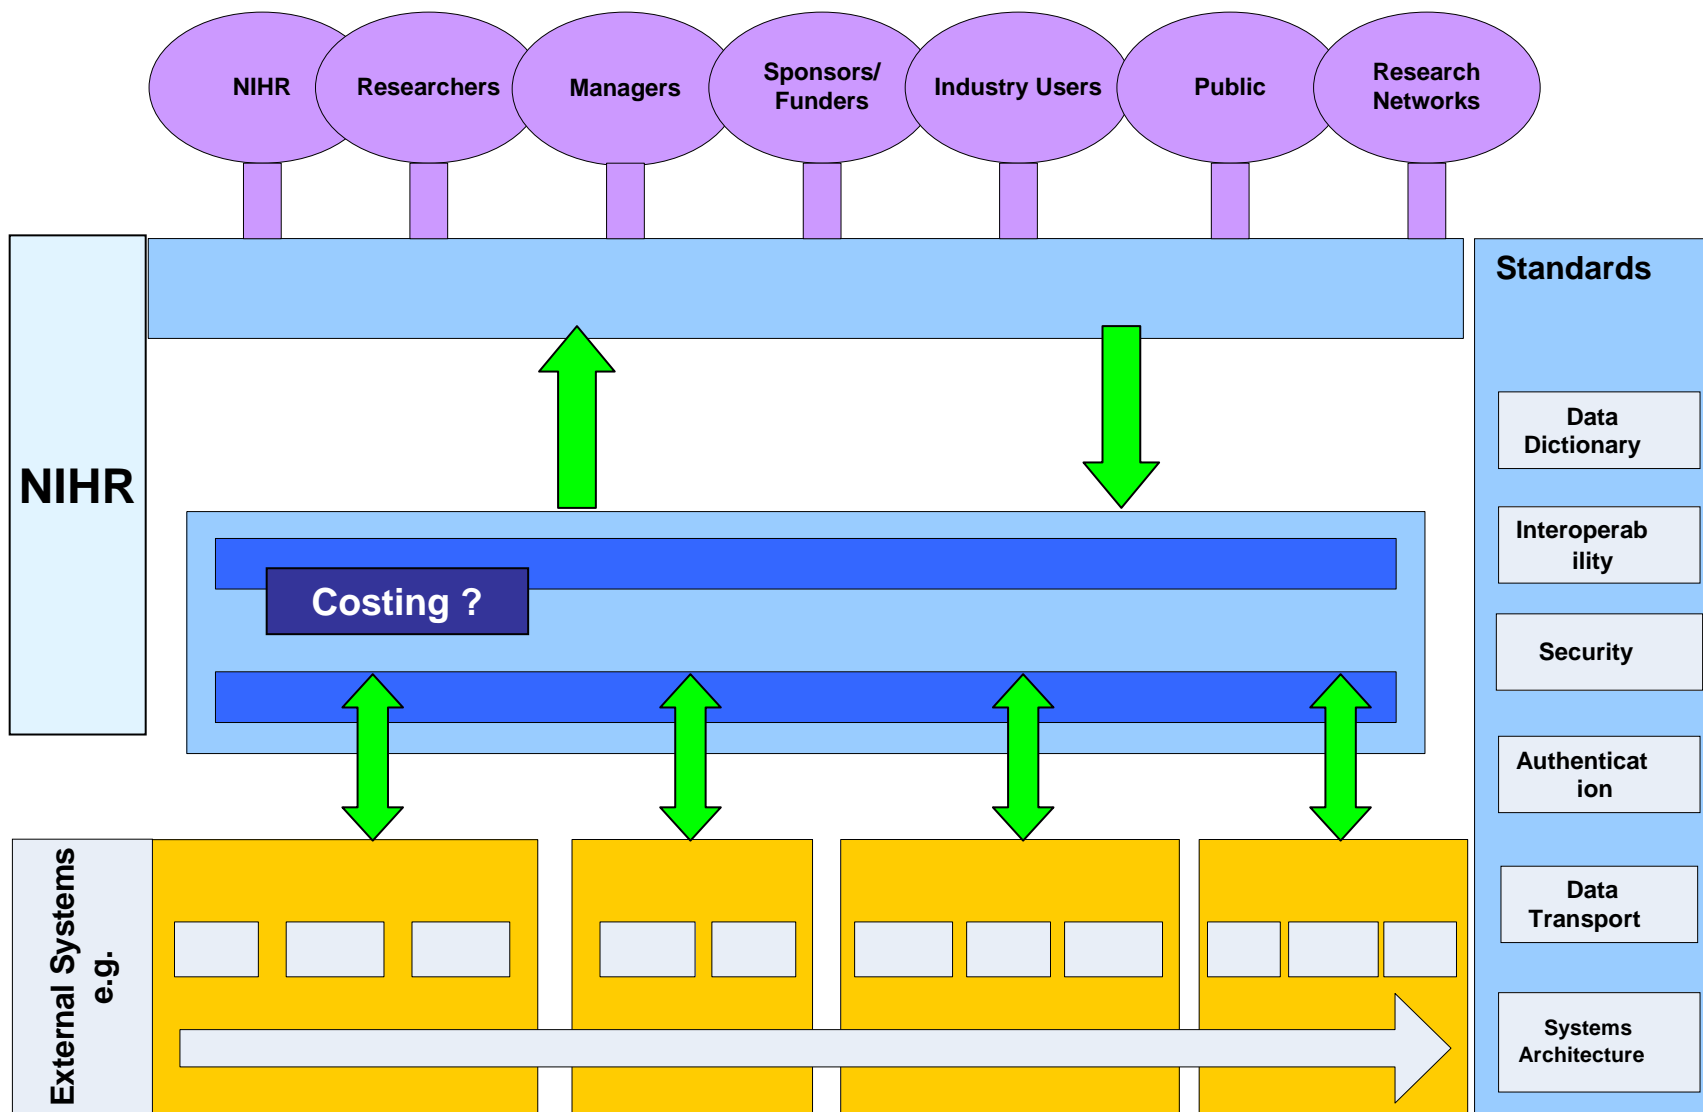 NIHR
Researchers
Managers
Sponsors/
Funders
Industry Users
Public
Research
Networks
NIHR
Standards
Data
Dictionary
Interoperab
ility
Security
Authenticat
ion
Data
Transport
Systems
Architecture
Costing ?
External Systems
e.g.